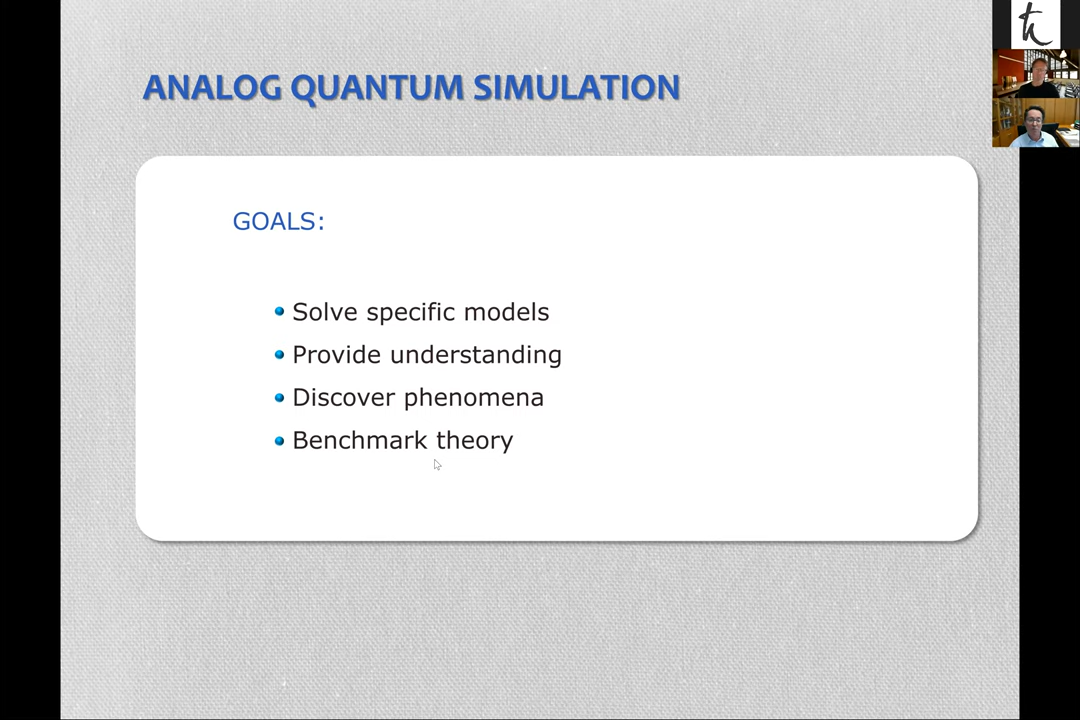 ANALOG QUANTUM SIMULATION
GOALS:
Solve specific models
Provide understanding
Discover phenomena
Benchmark theory